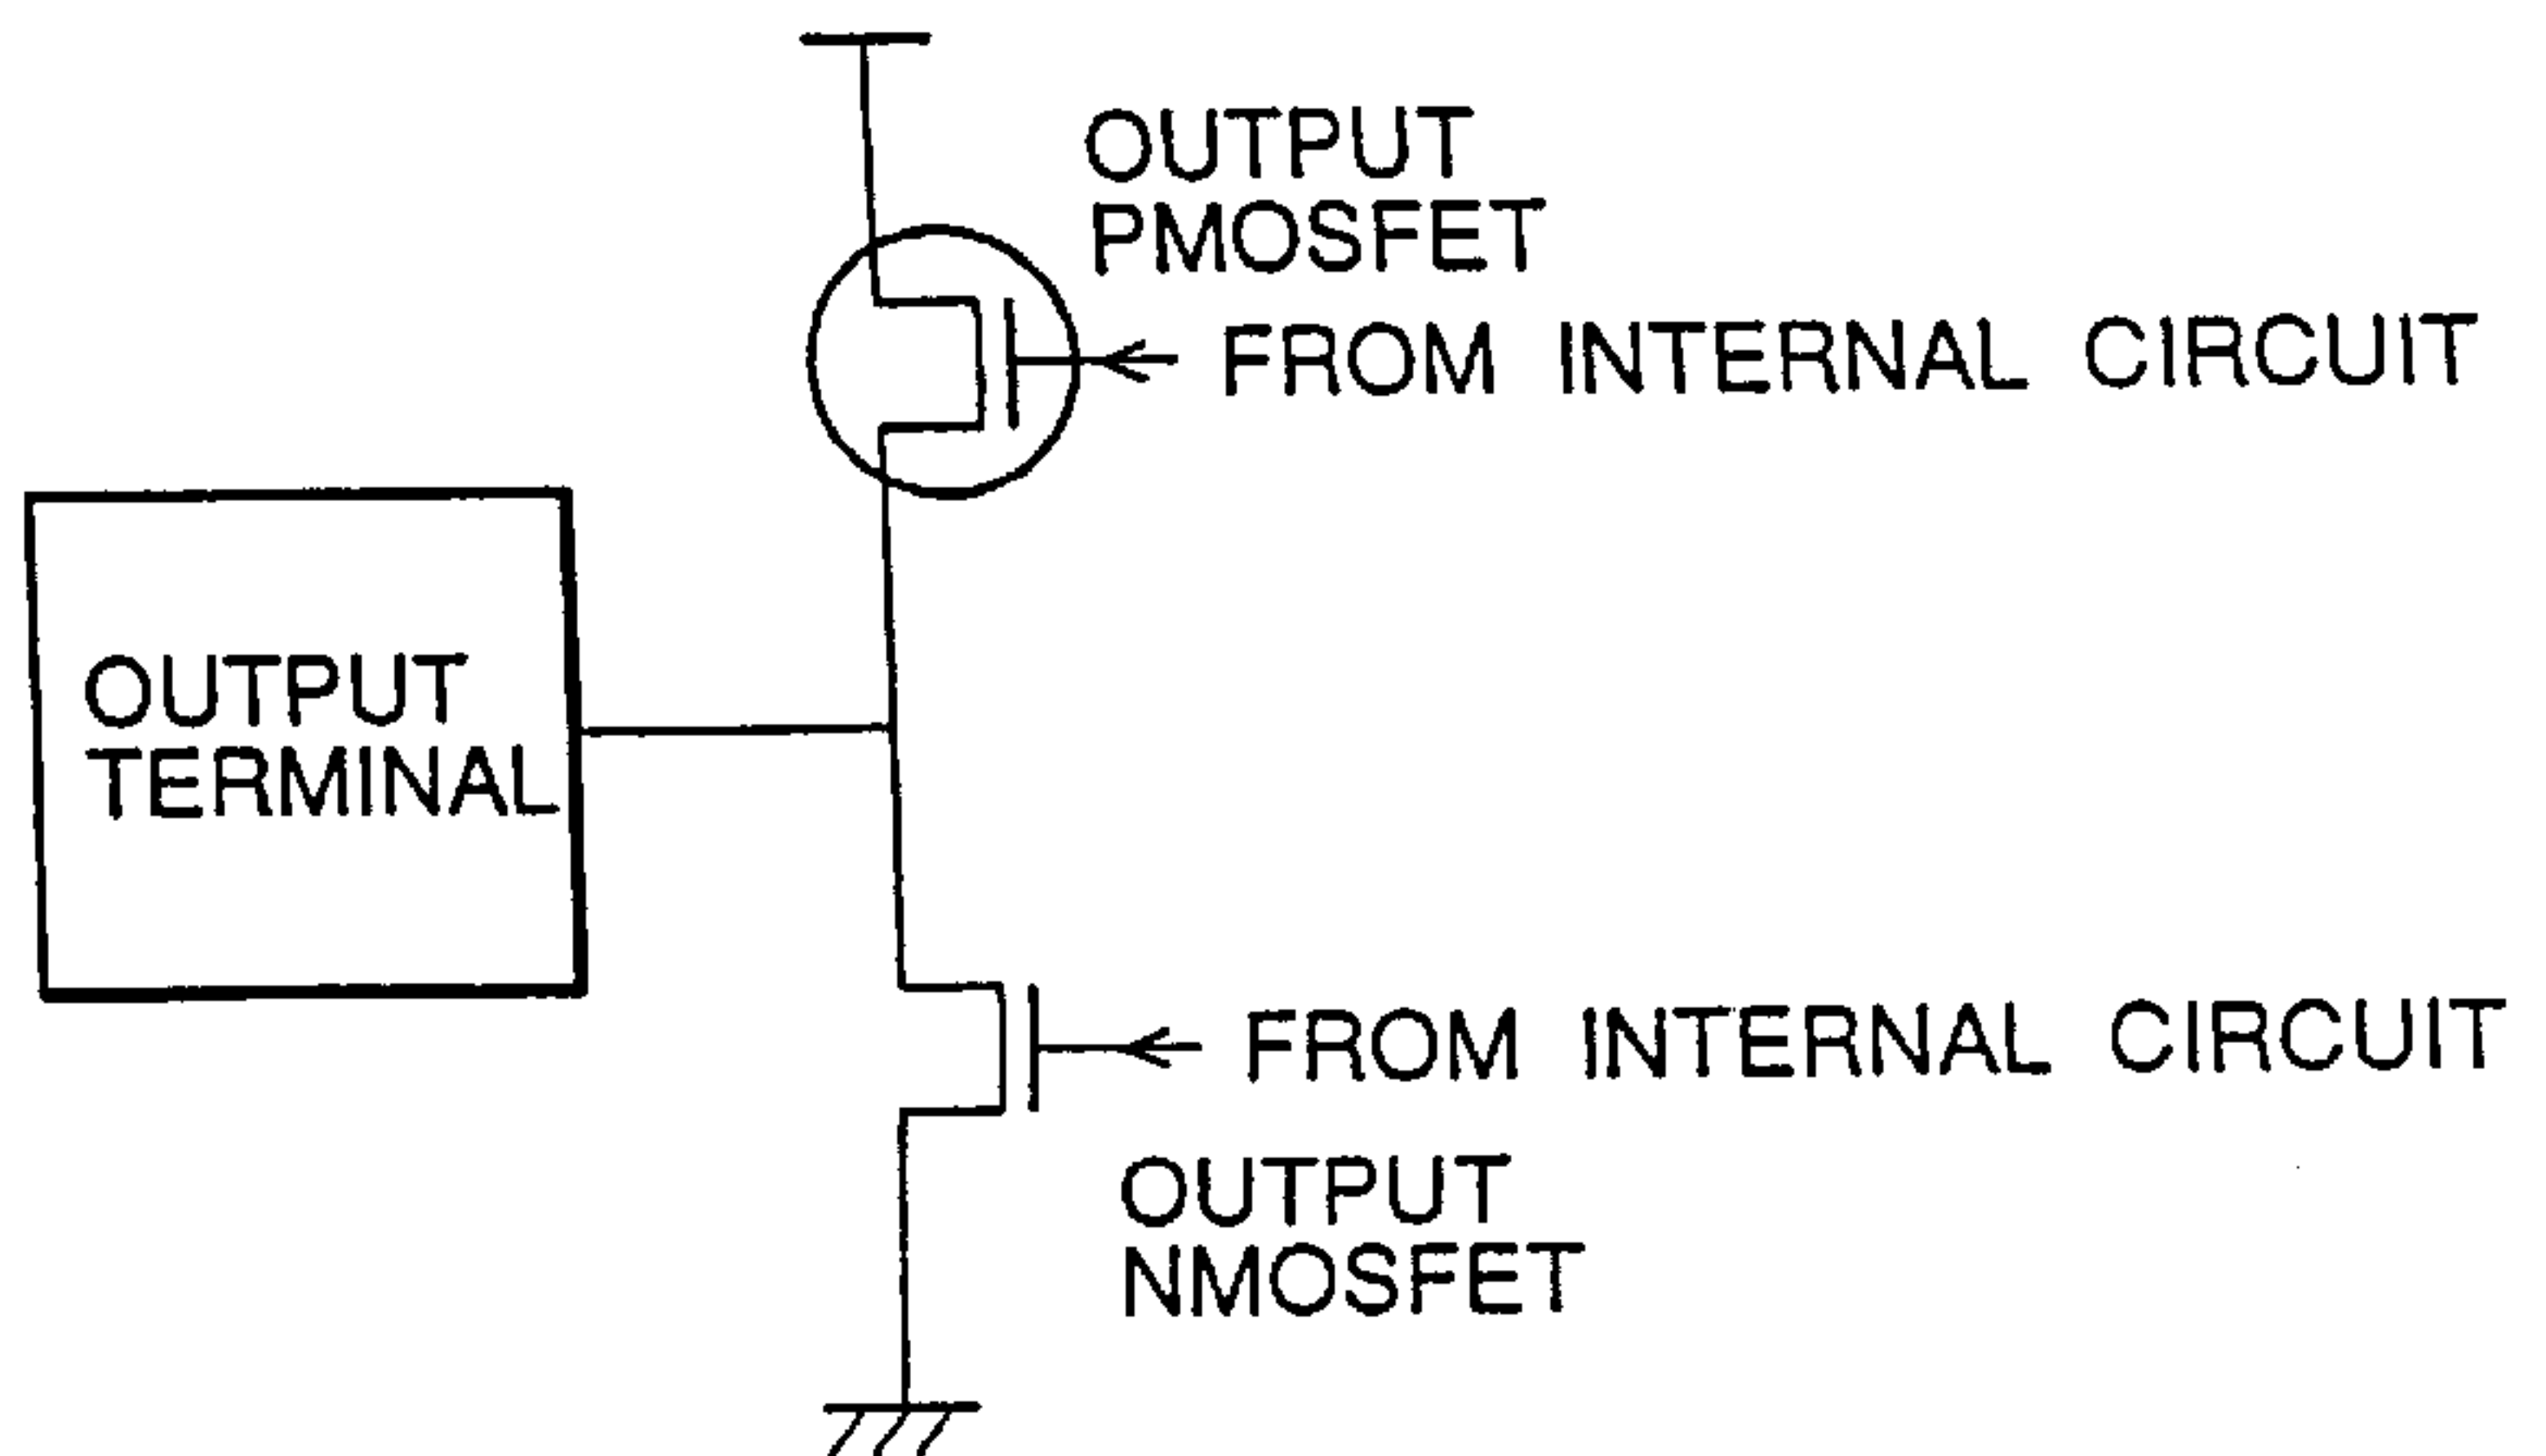 OUTPUT
PMOSFET
FROM INTERNAL CIRCUIT
OUTPUT
TERMINAL
FROM INTERNAL CIRCUIT
OUTPUT
NMOSFET